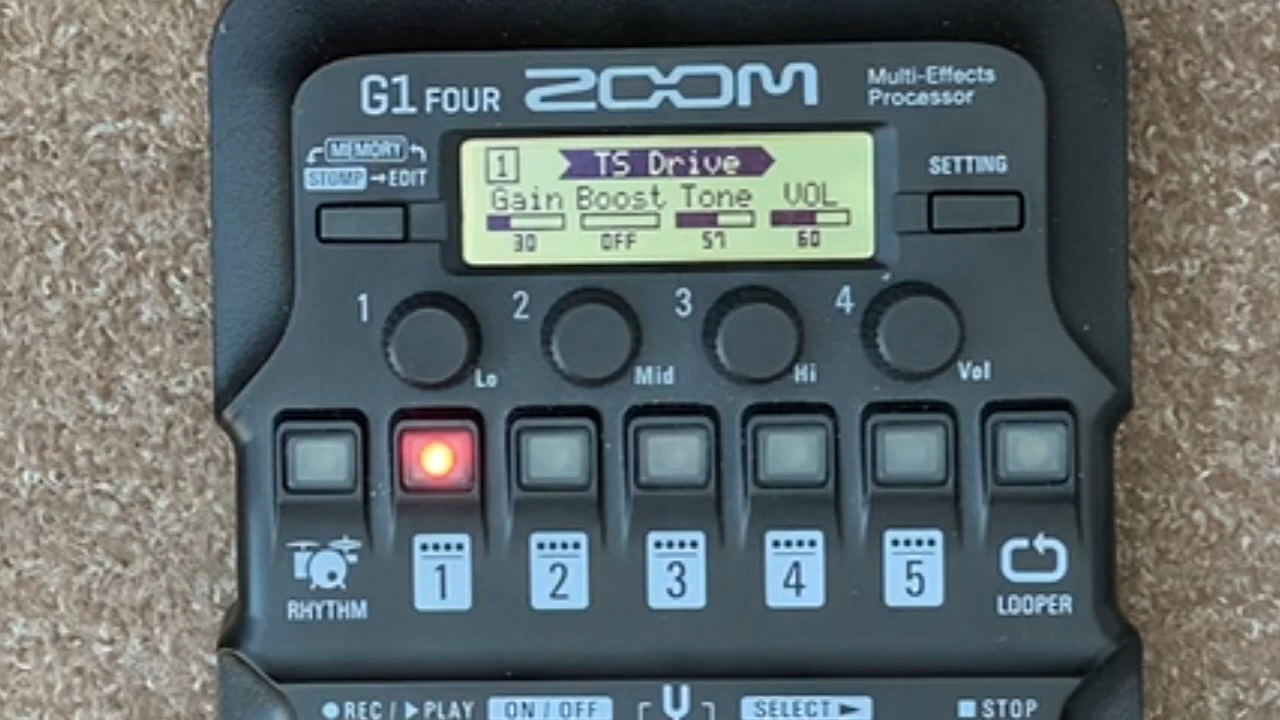 G1 FOUR ZOOM Multi-Effects
Processor
MEMORY
STOMP → EDIT
SETTING
1 TS Drive
Gain Boost Tone VOL
30 OFF 57 60
1 2 3 4
Lo Mid Hi Vol
1 2 3 4 5
RHYTHM LOOPER
●REC / ▶PLAY ON / OFF SELECT ► ■STOP